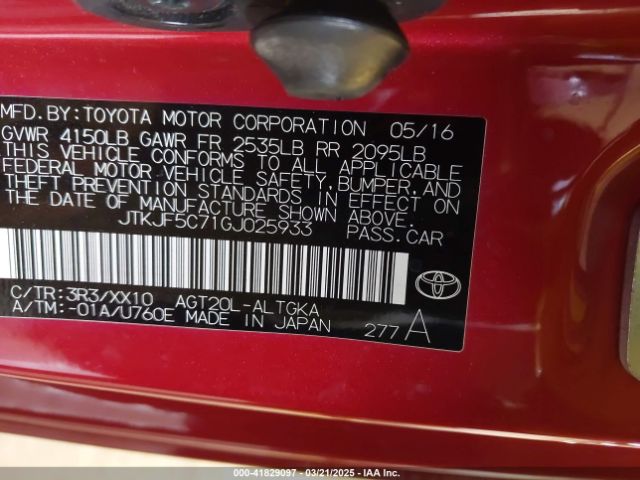 MFD.BY:TOYOTA MOTOR CORPORATION 05/16
GVWR 4150LB GAWR FR 2535LB RR 2095LB
THIS VEHICLE CONFORMS TO ALL APPLICABLE
FEDERAL MOTOR VEHICLE SAFETY, BUMPER, AND
THEFT PREVENTION STANDARDS IN EFFECT ON
THE DATE OF MANUFACTURE SHOWN ABOVE.
JTKJF5C71GJ025933 PASS.CAR
C/TR:3R3/XX10 AGT20L-ALTGKA
A/TM:-01A/U760E MADE IN JAPAN 277 A
TOYOTA
000-41829097 - 03/21/2025 - IAA Inc.